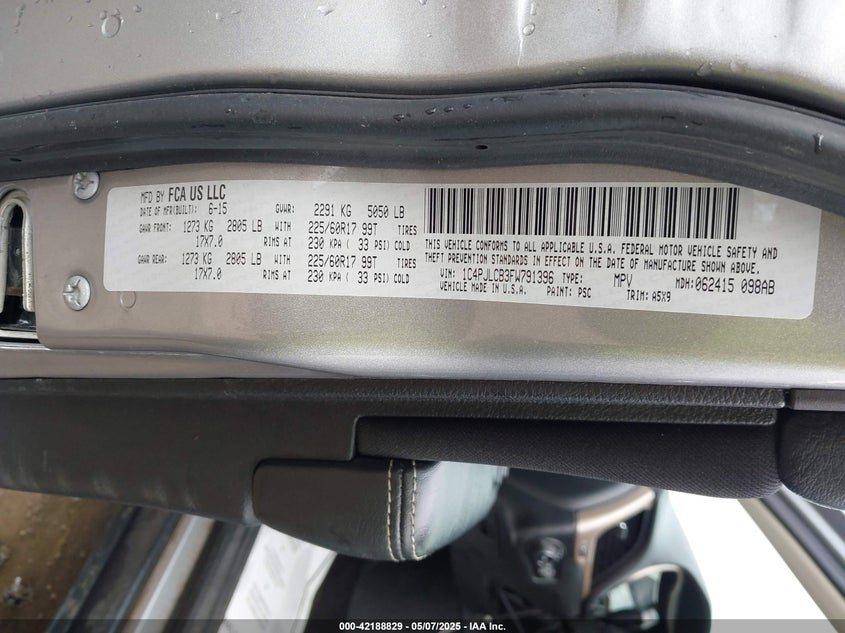 MFD BY FCA US LLC
DATE OF MFR(BUILT): 6-15 GVWR: 2291 KG 5050 LB
GAWR FRONT: 1273 KG 2805 LB WITH 225/60R17 99T TIRES
17X7.0 RIMS AT 230 KPA ( 33 PSI) COLD
GAWR REAR: 1273 KG 2805 LB WITH 225/60R17 99T TIRES
17X7.0 RIMS AT 230 KPA ( 33 PSI) COLD
THIS VEHICLE CONFORMS TO ALL APPLICABLE U.S.A. FEDERAL MOTOR VEHICLE SAFETY AND
THEFT PREVENTION STANDARDS IN EFFECT ON THE DATE OF MANUFACTURE SHOWN ABOVE.
VIN: 1C4PJLCB3FW791396 TYPE: MPV MDH:062415 098AB
VEHICLE MADE IN U.S.A. PAINT: PSC TRIM: A5X9
000-42188829 - 05/07/2025 - IAA Inc.